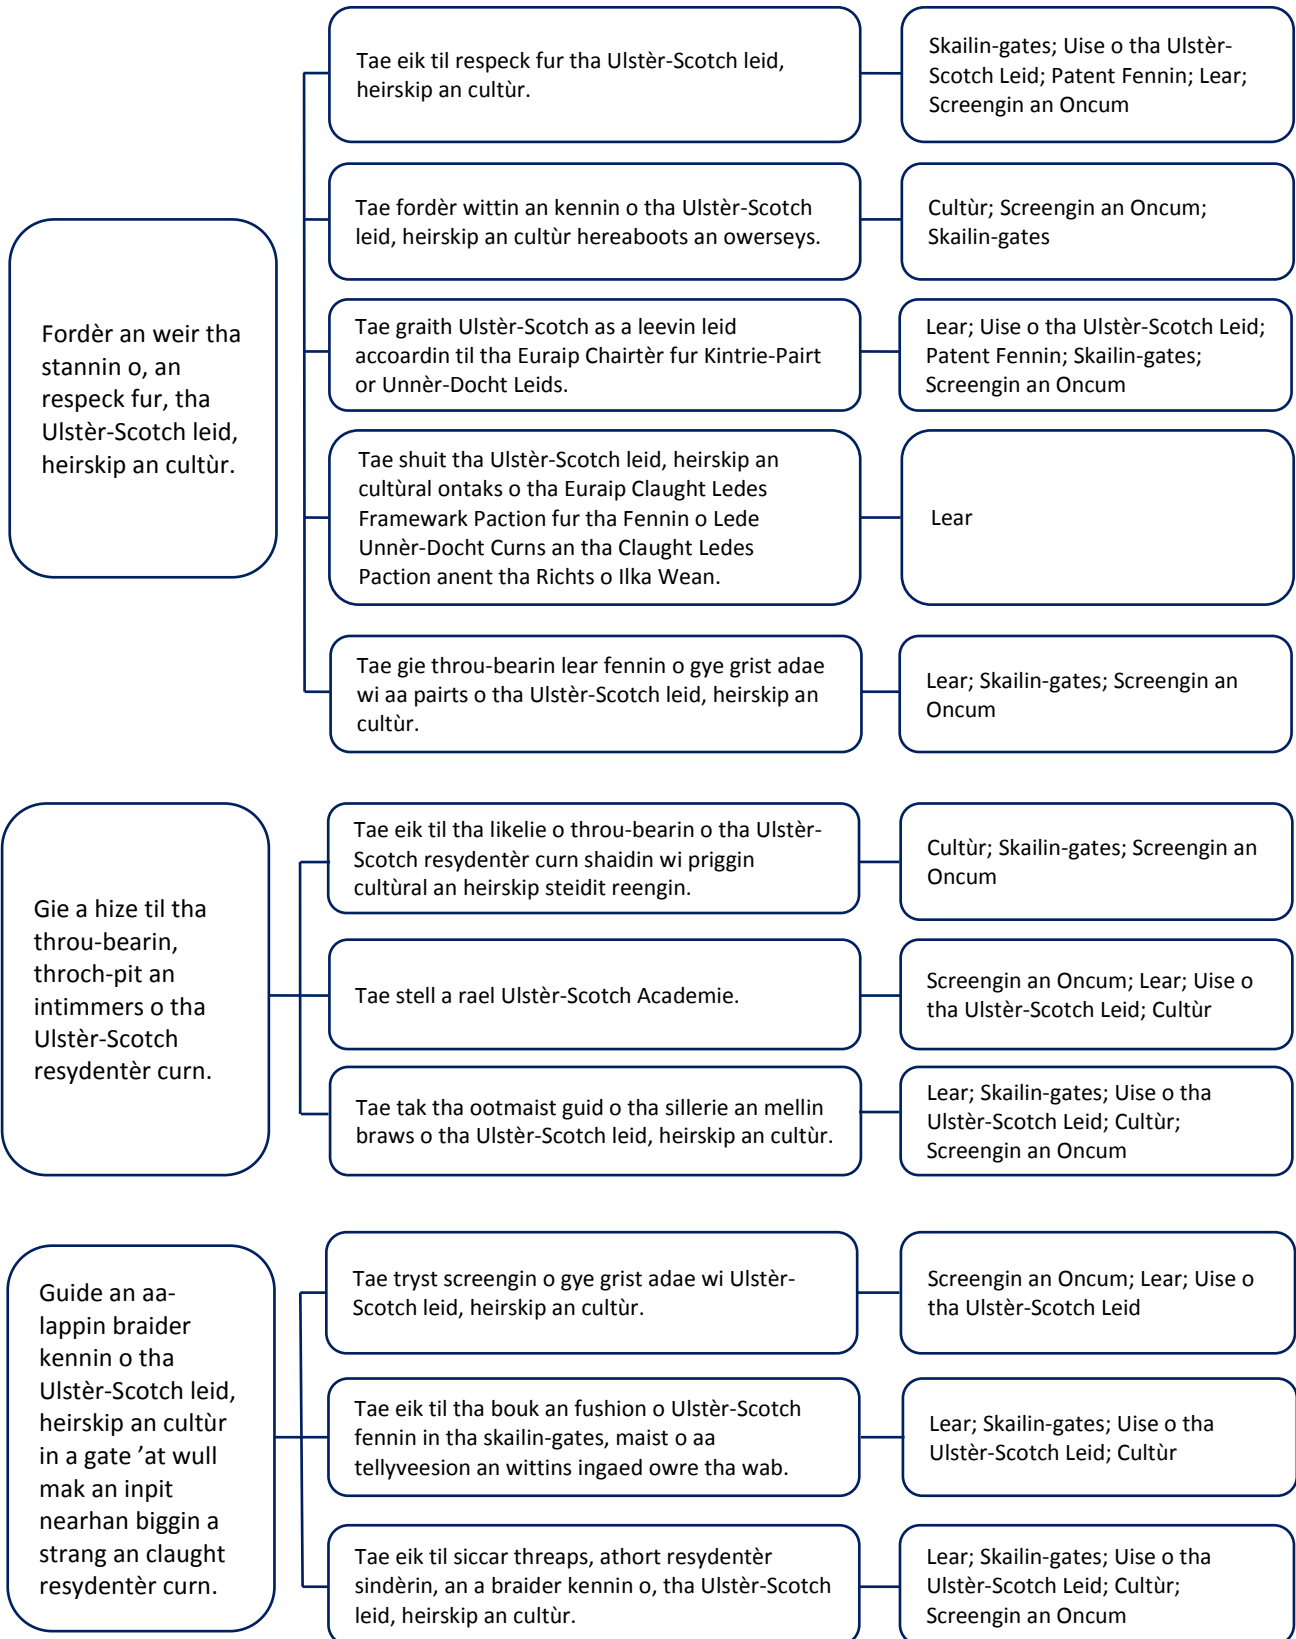 Fordèr an weir tha
stannin o, an
respeck fur, tha
Ulstèr-Scotch leid,
heirskip an cultùr.
Tae eik til respeck fur tha Ulstèr-Scotch leid,
heirskip an cultùr.
Skailin-gates; Uise o tha Ulstèr-
Scotch Leid; Patent Fennin; Lear;
Screengin an Oncum
Tae fordèr wittin an kennin o tha Ulstèr-Scotch
leid, heirskip an cultùr hereaboots an owerseys.
Cultùr; Screengin an Oncum;
Skailin-gates
Tae graith Ulstèr-Scotch as a leevin leid
accoardin til tha Euraip Chairtèr fur Kintrie-Pairt
or Unnèr-Docht Leids.
Lear; Uise o tha Ulstèr-Scotch Leid;
Patent Fennin; Skailin-gates;
Screengin an Oncum
Tae shuit tha Ulstèr-Scotch leid, heirskip an
cultùral ontaks o tha Euraip Claught Ledes
Framewark Paction fur tha Fennin o Lede
Unnèr-Docht Curns an tha Claught Ledes
Paction anent tha Richts o Ilka Wean.
Lear
Tae gie throu-bearin lear fennin o gye grist adae
wi aa pairts o tha Ulstèr-Scotch leid, heirskip an
cultùr.
Lear; Skailin-gates; Screengin an
Oncum
Gie a hize til tha
throu-bearin,
throch-pit an
intimmers o tha
Ulstèr-Scotch
resydentèr curn.
Tae eik til tha likelie o throu-bearin o tha Ulstèr-
Scotch resydentèr curn shaidin wi priggin
cultùral an heirskip steidit reengin.
Cultùr; Skailin-gates; Screengin an
Oncum
Tae stell a rael Ulstèr-Scotch Academie.
Screengin an Oncum; Lear; Uise o
tha Ulstèr-Scotch Leid; Cultùr
Tae tak tha ootmaist guid o tha sillerie an mellin
braws o tha Ulstèr-Scotch leid, heirskip an cultùr.
Lear; Skailin-gates; Uise o tha
Ulstèr-Scotch Leid; Cultùr;
Screengin an Oncum
Guide an aa-
lappin braider
kennin o tha
Ulstèr-Scotch leid,
heirskip an cultùr
in a gate ’at wull
mak an inpit
nearhan biggin a
strang an claught
resydentèr curn.
Tae tryst screengin o gye grist adae wi Ulstèr-
Scotch leid, heirskip an cultùr.
Screengin an Oncum; Lear; Uise o
tha Ulstèr-Scotch Leid
Tae eik til tha bouk an fushion o Ulstèr-Scotch
fennin in tha skailin-gates, maist o aa
tellyveesion an wittins ingaed owre tha wab.
Lear; Skailin-gates; Uise o tha
Ulstèr-Scotch Leid; Cultùr
Tae eik til siccar threaps, athort resydentèr
sindèrin, an a braider kennin o, tha Ulstèr-Scotch
leid, heirskip an cultùr.
Lear; Skailin-gates; Uise o tha
Ulstèr-Scotch Leid; Cultùr;
Screengin an Oncum